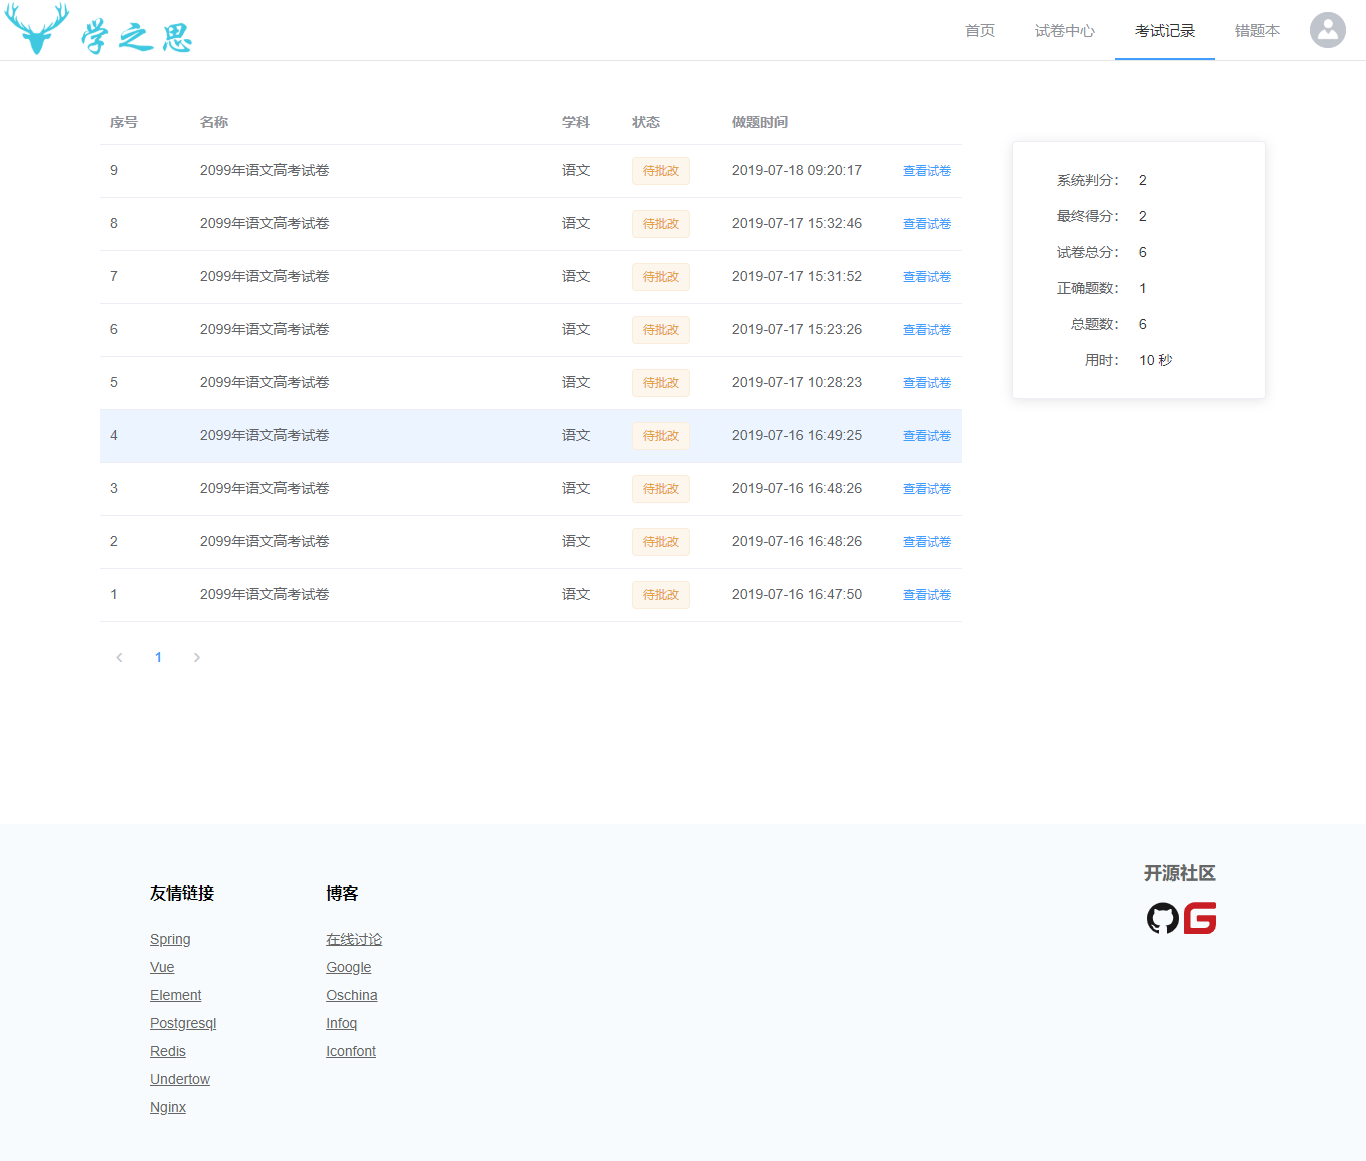 学之思
首页 试卷中心 考试记录 错题本
序号 名称 学科 状态 做题时间
9 2099年语文高考试卷 语文 待批改 2019-07-18 09:20:17 查看试卷
8 2099年语文高考试卷 语文 待批改 2019-07-17 15:32:46 查看试卷
7 2099年语文高考试卷 语文 待批改 2019-07-17 15:31:52 查看试卷
6 2099年语文高考试卷 语文 待批改 2019-07-17 15:23:26 查看试卷
5 2099年语文高考试卷 语文 待批改 2019-07-17 10:28:23 查看试卷
4 2099年语文高考试卷 语文 待批改 2019-07-16 16:49:25 查看试卷
3 2099年语文高考试卷 语文 待批改 2019-07-16 16:48:26 查看试卷
2 2099年语文高考试卷 语文 待批改 2019-07-16 16:48:26 查看试卷
1 2099年语文高考试卷 语文 待批改 2019-07-16 16:47:50 查看试卷
1
系统判分： 2
最终得分： 2
试卷总分： 6
正确题数： 1
总题数： 6
用时： 10 秒
友情链接
Spring
Vue
Element
Postgresql
Redis
Undertow
Nginx
博客
在线讨论
Google
Oschina
Infoq
Iconfont
开源社区